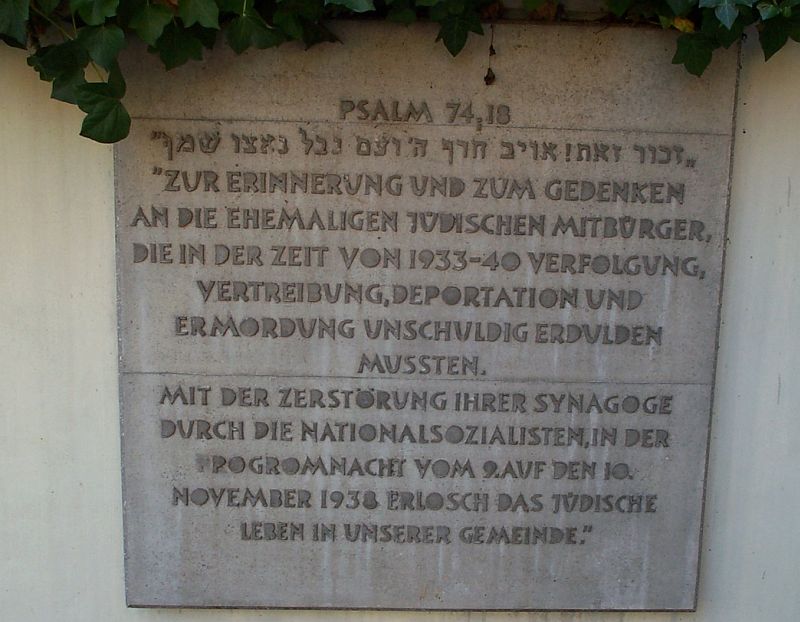 PSALM 74,18
"זכור זאת! אויב חרף ה' ועם נבל נאצו שמך"
"ZUR ERINNERUNG UND ZUM GEDENKEN
AN DIE EHEMALIGEN JÜDISCHEN MITBÜRGER,
DIE IN DER ZEIT VON 1933-40 VERFOLGUNG,
VERTREIBUNG, DEPORTATION UND
ERMORDUNG UNSCHULDIG ERDULDEN
MUSSTEN.
MIT DER ZERSTÖRUNG IHRER SYNAGOGE
DURCH DIE NATIONALSOZIALISTEN, IN DER
POGROMNACHT VOM 9. AUF DEN 10.
NOVEMBER 1938 ERLOSCH DAS JÜDISCHE
LEBEN IN UNSERER GEMEINDE."